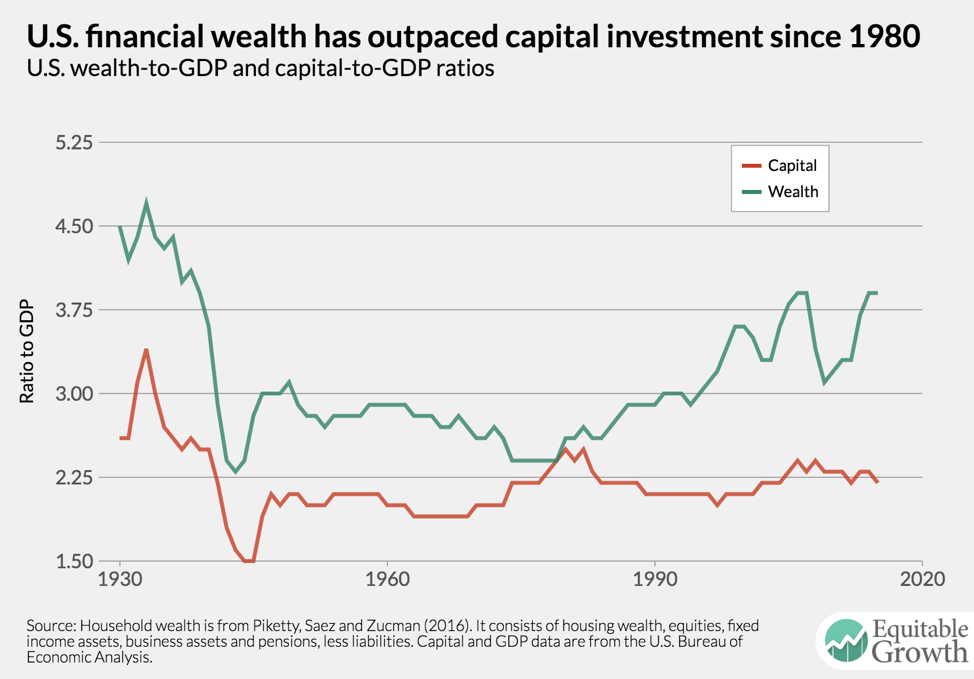 U.S. financial wealth has outpaced capital investment since 1980
U.S. wealth-to-GDP and capital-to-GDP ratios
5.25
Capital
Wealth
4.50
3.75
Ratio to GDP
3.00
2.25
1.50
1930
1960
1990
2020
Source: Household wealth is from Piketty, Saez and Zucman (2016). It consists of housing wealth, equities, fixed
income assets, business assets and pensions, less liabilities. Capital and GDP data are from the U.S. Bureau of
Economic Analysis.
Equitable
Growth